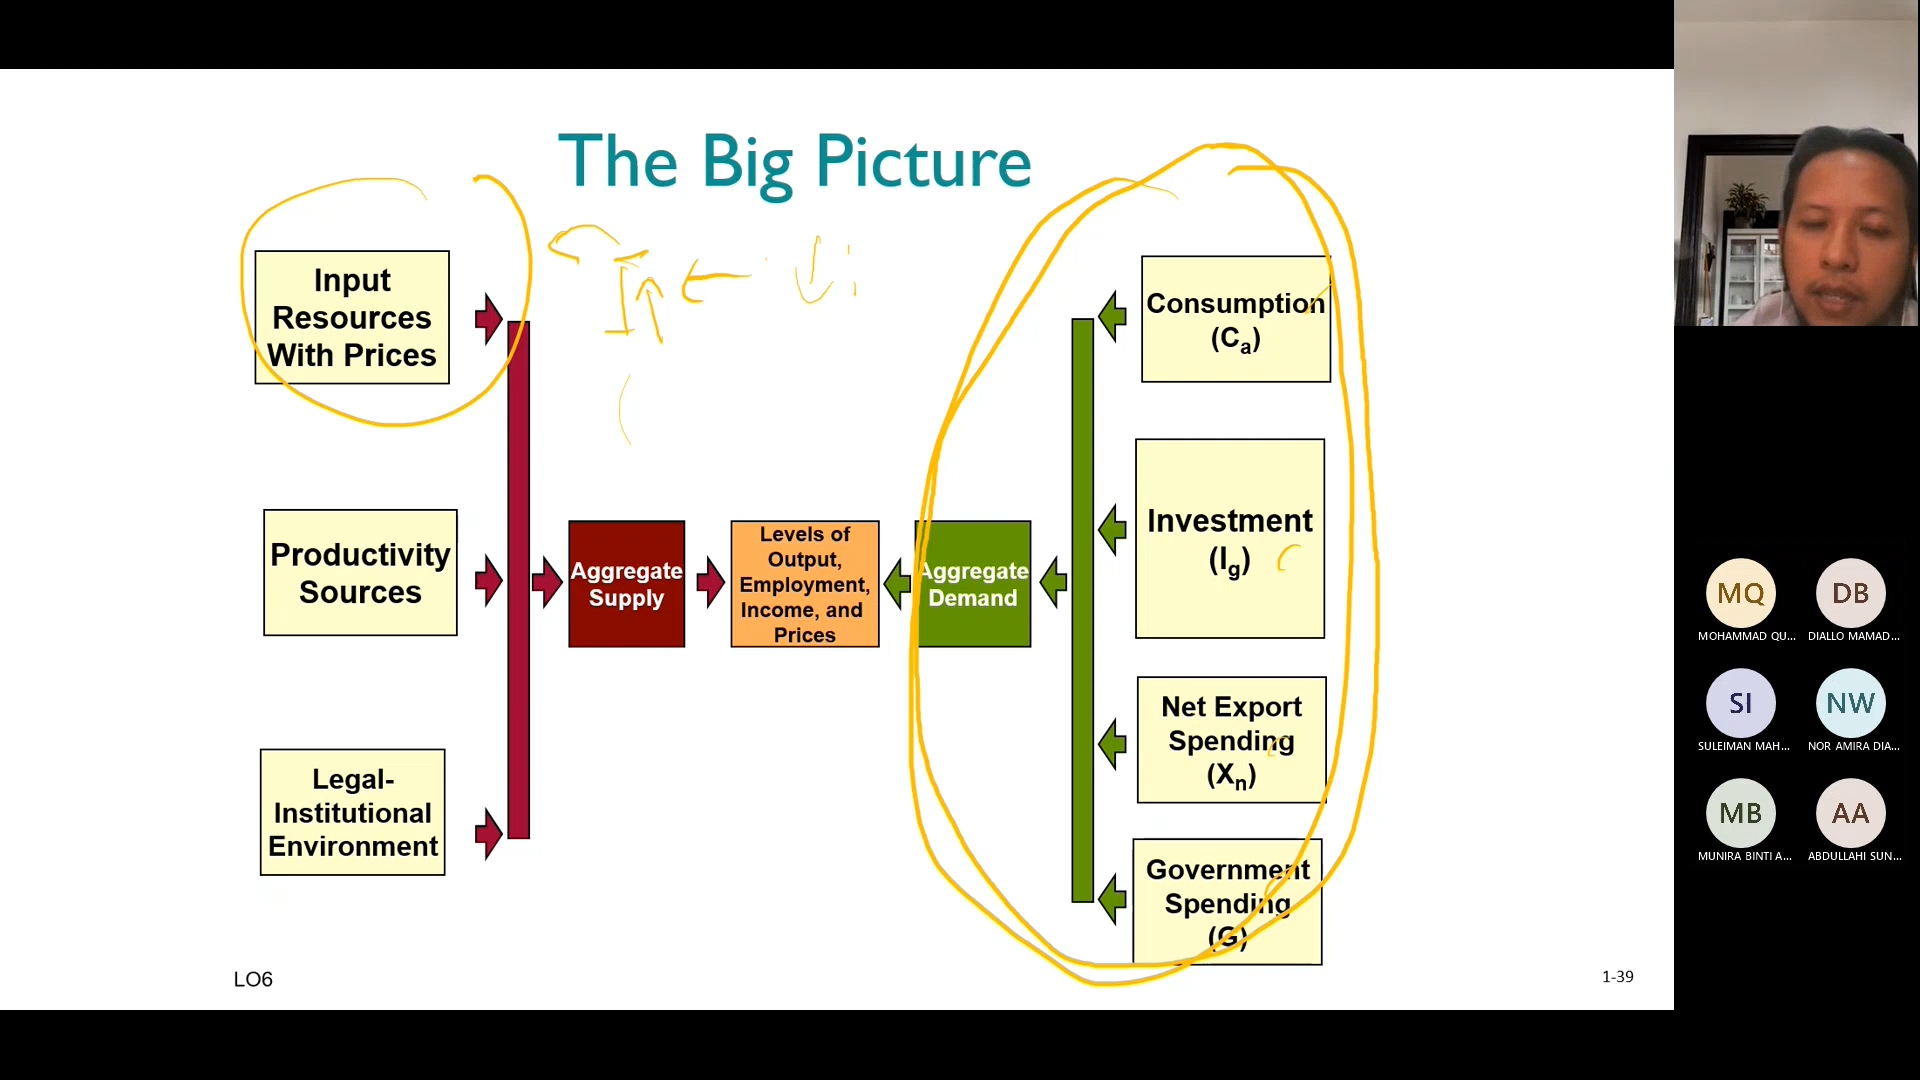 The Big Picture
Input
Resources
With Prices
Productivity
Sources
Legal-
Institutional
Environment
Aggregate
Supply
Levels of
Output,
Employment,
Income, and
Prices
Aggregate
Demand
Consumption
(Ca)
Investment
(Ig)
Net Export
Spending
(Xn)
Government
Spending
(G)
I↑ ← ↓i
LO6
1-39
MQ
MOHAMMAD QU...
DB
DIALLO MAMAD...
SI
SULEIMAN MAH...
NW
NOR AMIRA DIA...
MB
MUNIRA BINTI A...
AA
ABDULLAHI SUN...